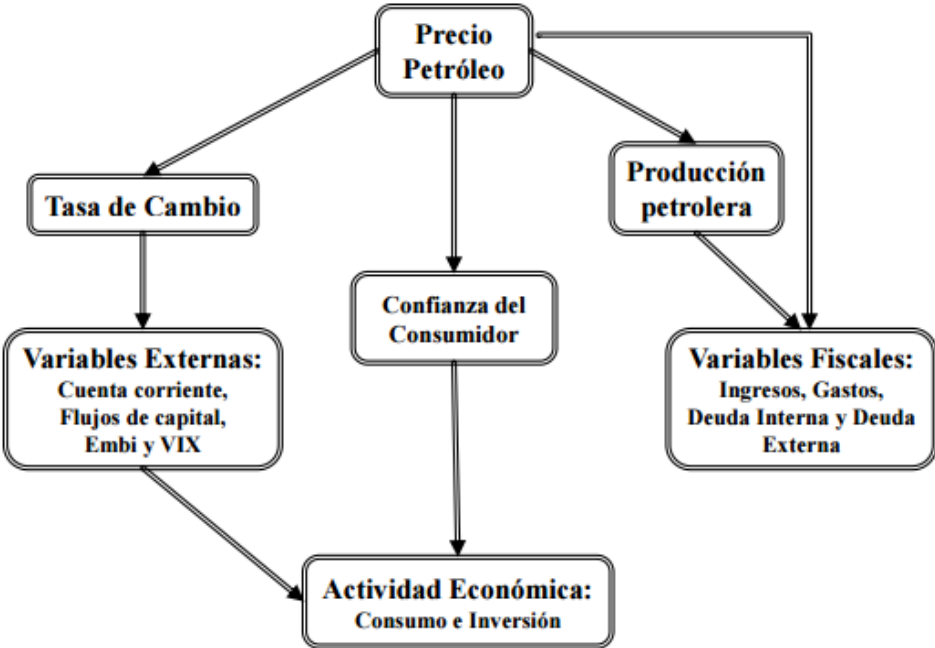 Precio
Petróleo
Tasa de Cambio
Producción
petrolera
Confianza del
Consumidor
Variables Externas:
Cuenta corriente,
Flujos de capital,
Embi y VIX
Variables Fiscales:
Ingresos, Gastos,
Deuda Interna y Deuda
Externa
Actividad Económica:
Consumo e Inversión